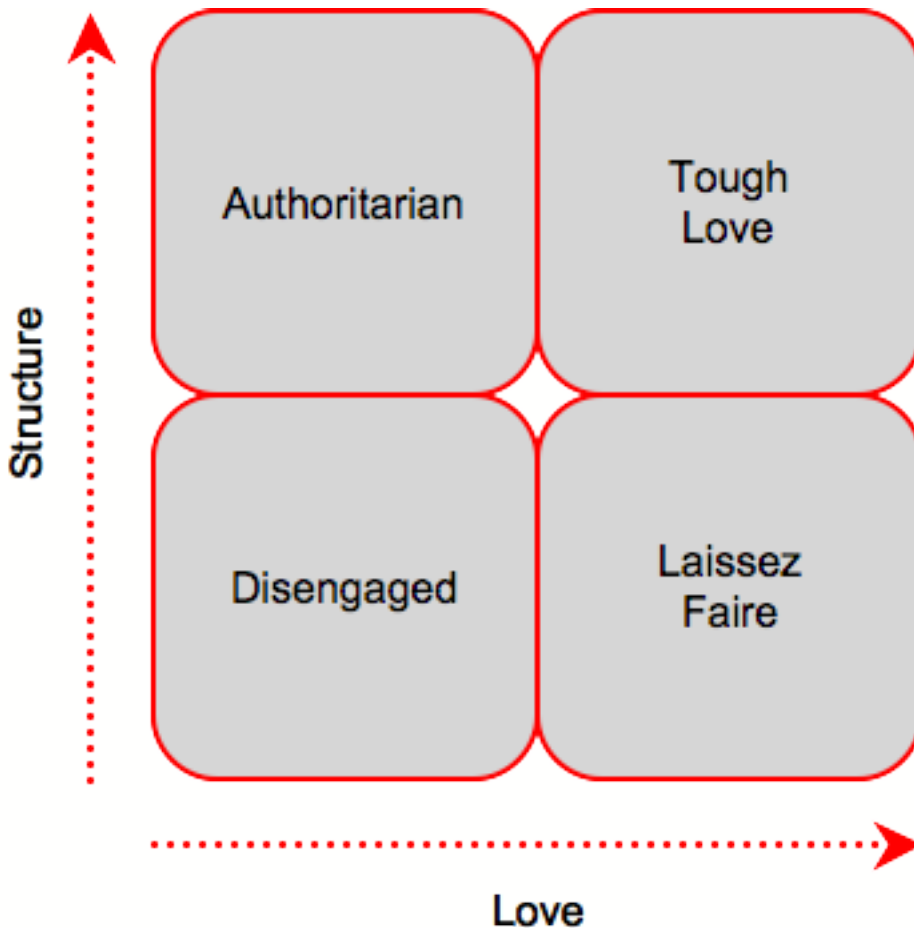 Structure
Authoritarian
Tough
Love
Disengaged
Laissez
Faire
Love